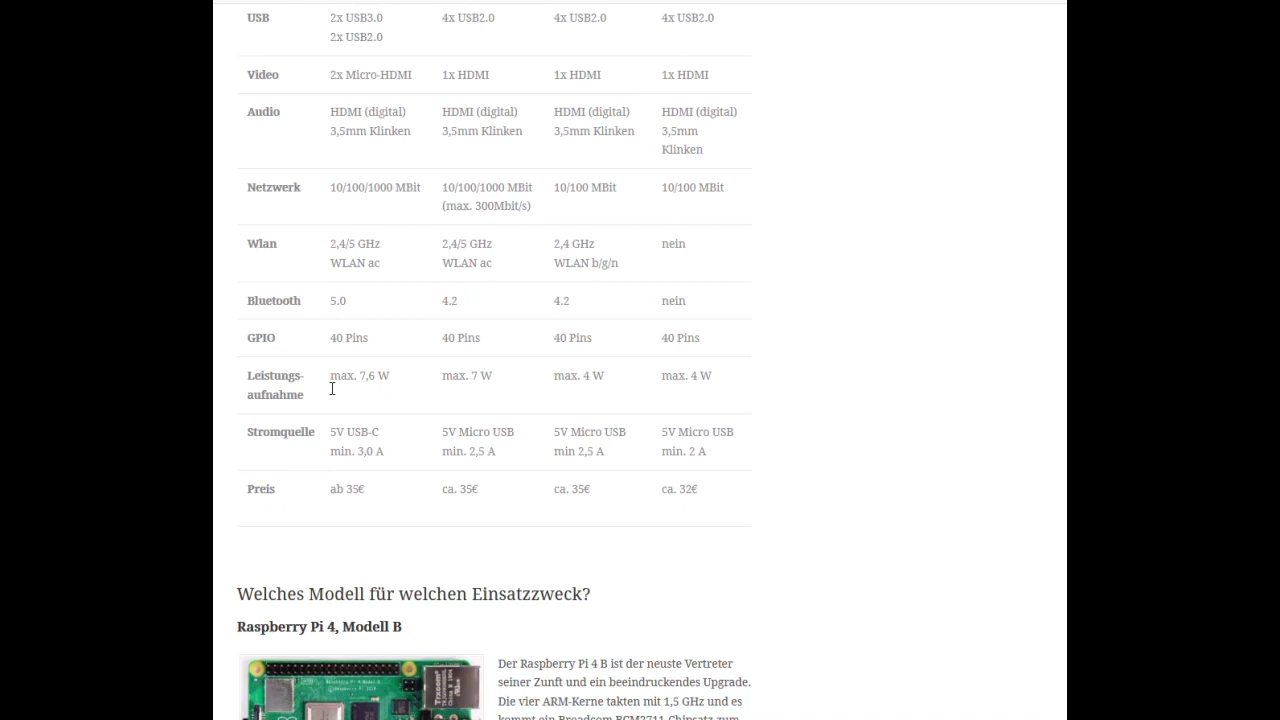 USB 2x USB3.0 4x USB2.0 4x USB2.0 4x USB2.0
2x USB2.0
Video 2x Micro-HDMI 1x HDMI 1x HDMI 1x HDMI
Audio HDMI (digital) HDMI (digital) HDMI (digital) HDMI (digital)
3,5mm Klinken 3,5mm Klinken 3,5mm Klinken 3,5mm
Klinken
Netzwerk 10/100/1000 MBit 10/100/1000 MBit 10/100 MBit 10/100 MBit
(max. 300Mbit/s)
Wlan 2,4/5 GHz 2,4/5 GHz 2,4 GHz nein
WLAN ac WLAN ac WLAN b/g/n
Bluetooth 5.0 4.2 4.2 nein
GPIO 40 Pins 40 Pins 40 Pins 40 Pins
Leistungs- max. 7,6 W max. 7 W max. 4 W max. 4 W
aufnahme
Stromquelle 5V USB-C 5V Micro USB 5V Micro USB 5V Micro USB
min. 3,0 A min. 2,5 A min 2,5 A min. 2 A
Preis ab 35€ ca. 35€ ca. 35€ ca. 32€
Welches Modell für welchen Einsatzzweck?
Raspberry Pi 4, Modell B
Der Raspberry Pi 4 B ist der neuste Vertreter
seiner Zunft und ein beeindruckendes Upgrade.
Die vier ARM-Kerne takten mit 1,5 GHz und es
kommt ein Broadcom BCM2711 Chipsatz zum